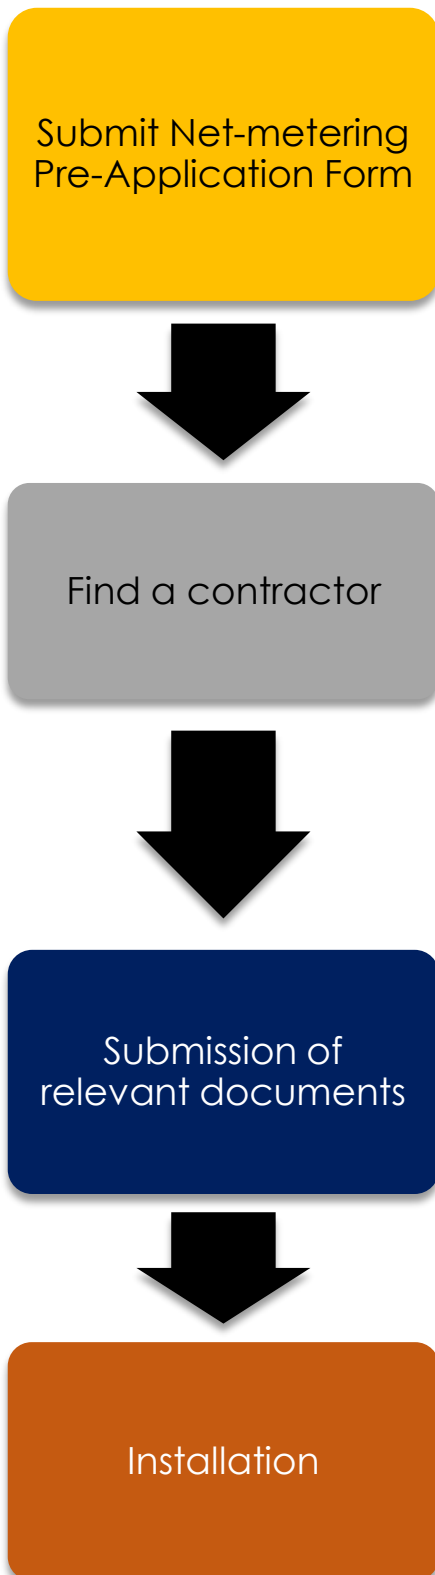 Submit Net-metering
Pre-Application Form
Find a contractor
Submission of
relevant documents
Installation